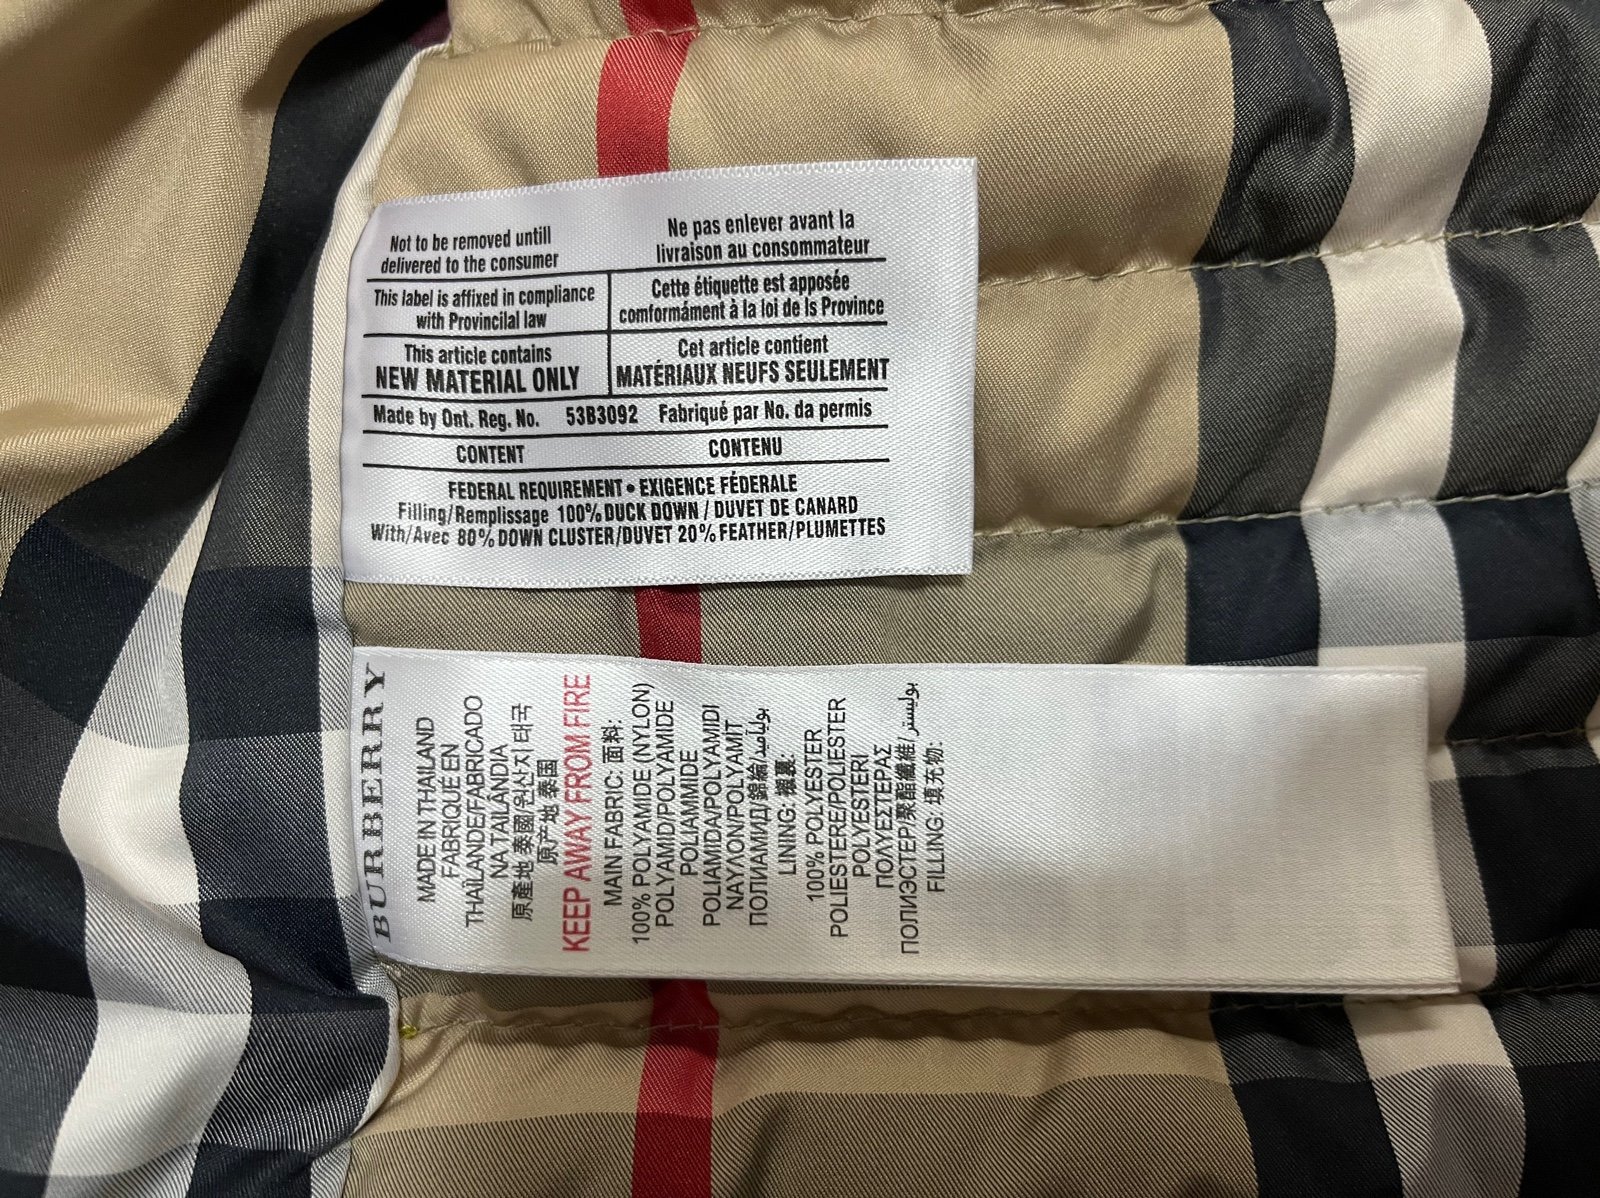 Not to be removed untill
delivered to the consumer
Ne pas enlever avant la
livraison au consommateur
This label is affixed in compliance
with Provincilal law
Cette étiquette est apposée
comformámént à la loi de ls Province
This article contains
NEW MATERIAL ONLY
Cet article contient
MATÉRIAUX NEUFS SEULEMENT
Made by Ont. Reg. No. 53B3092 Fabriqué par No. da permis
CONTENT CONTENU
FEDERAL REQUIREMENT • EXIGENCE FÉDERALE
Filling/Remplissage 100% DUCK DOWN / DUVET DE CANARD
With/Avec 80% DOWN CLUSTER/DUVET 20% FEATHER/PLUMETTES
BURBERRY
MADE IN THAILAND
FABRIQUÉ EN
THAÏLANDE/FABRICADO
NA TAILÂNDIA
原產地 泰國/원산지 태국
原产地 泰国
KEEP AWAY FROM FIRE
MAIN FABRIC: 面料:
100% POLYAMIDE (NYLON)
POLYAMID/POLYAMIDE
POLIAMMIDE
POLIAMIDA/POLYAMIDI
ΝΑΥΛΟΝ/POLYAMIT
ПОЛИАМИД/錦綸/بولیامید
LINING: 襯裏:
100% POLYESTER
POLIESTERE/POLIESTER
POLYESTERI
ΠΟΛΥΕΣΤΕΡΑΣ
ПОЛИЭСТЕР/聚酯纖維/بولیستر
FILLING: 填充物: